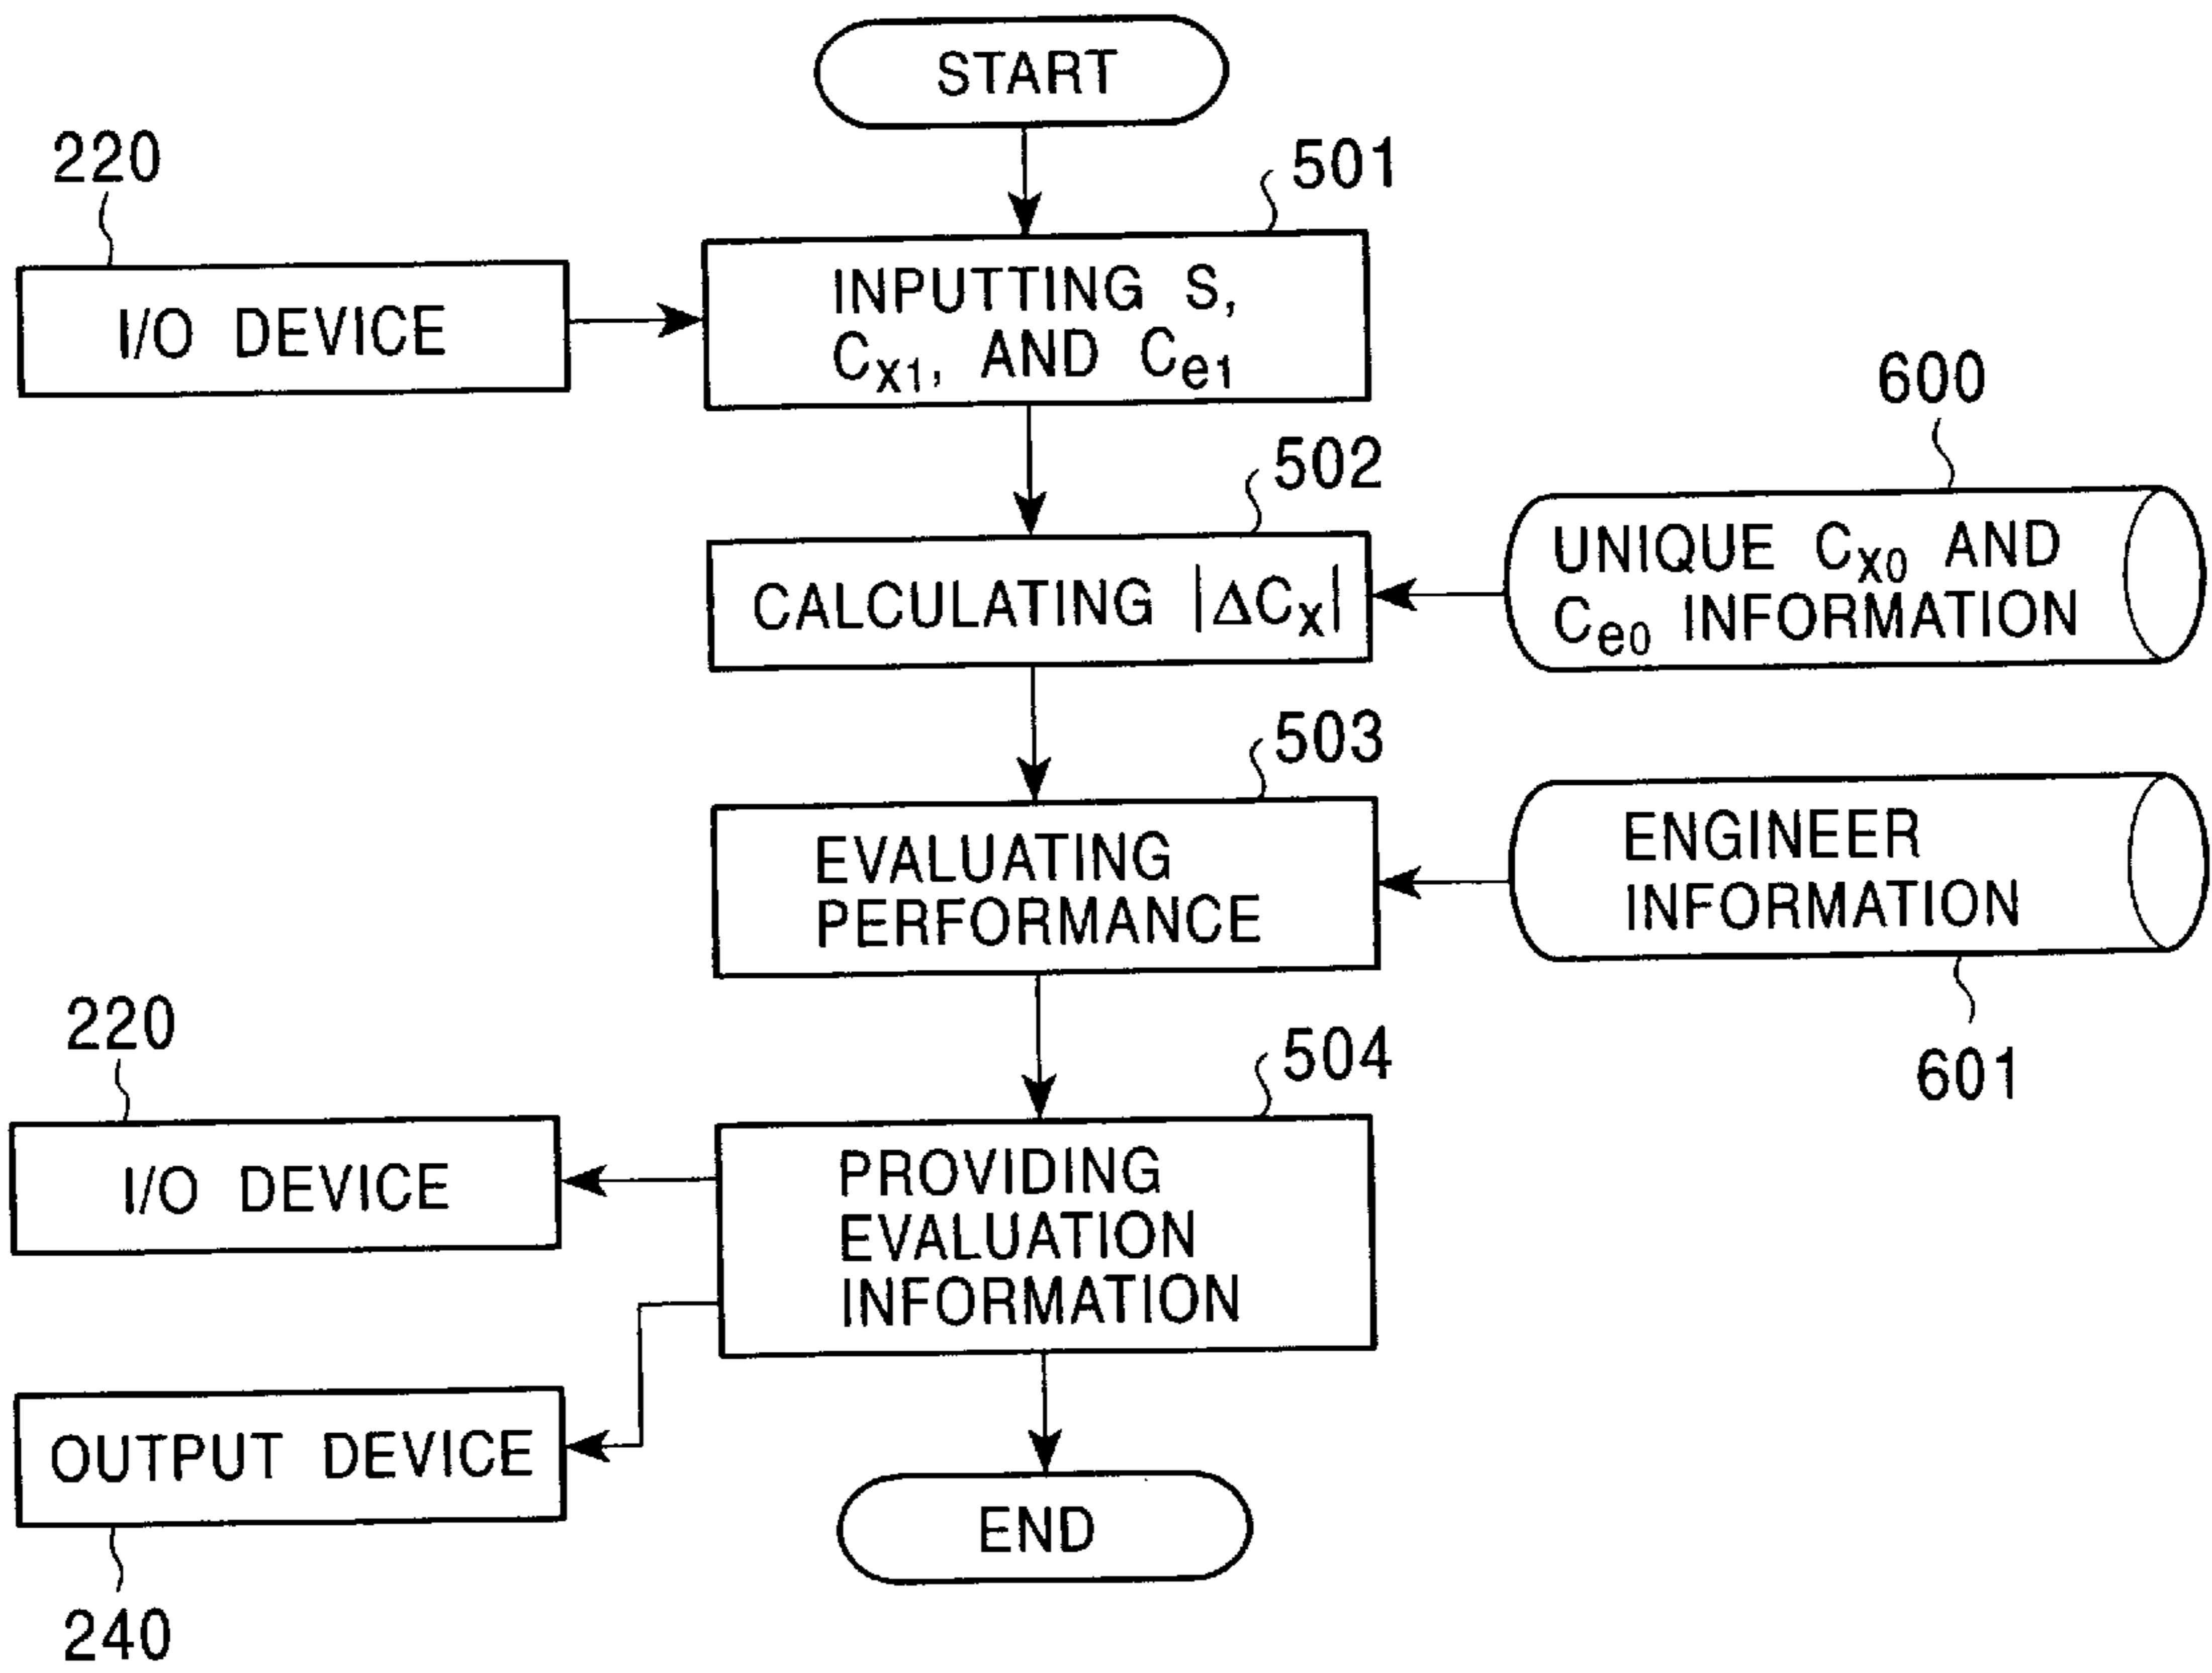 START
220
501
I/O DEVICE
INPUTTING S,
Cx1, AND Ce1
600
502
CALCULATING |ΔCx|
UNIQUE Cx0 AND
Ce0 INFORMATION
503
EVALUATING
PERFORMANCE
ENGINEER
INFORMATION
601
220
504
I/O DEVICE
PROVIDING
EVALUATION
INFORMATION
OUTPUT DEVICE
240
END